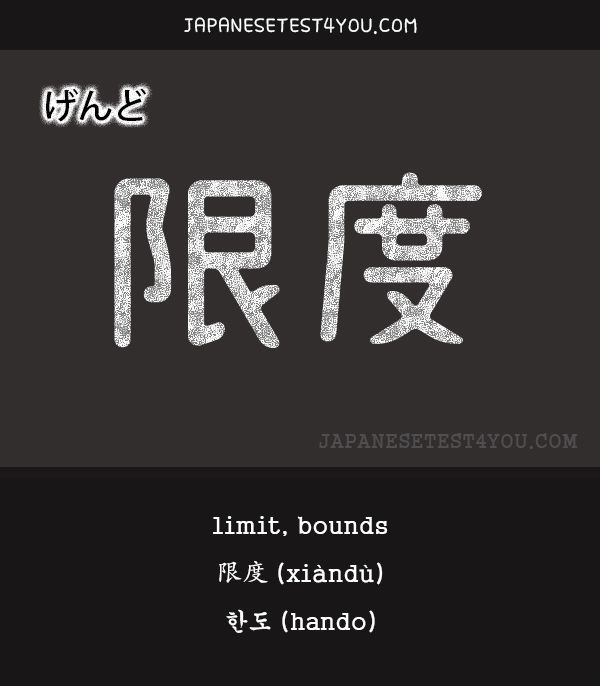 JAPANESETEST4YOU.COM
げんど
限度
JAPANESETEST4YOU.COM
limit, bounds
限度 (xiàndù)
한도 (hando)